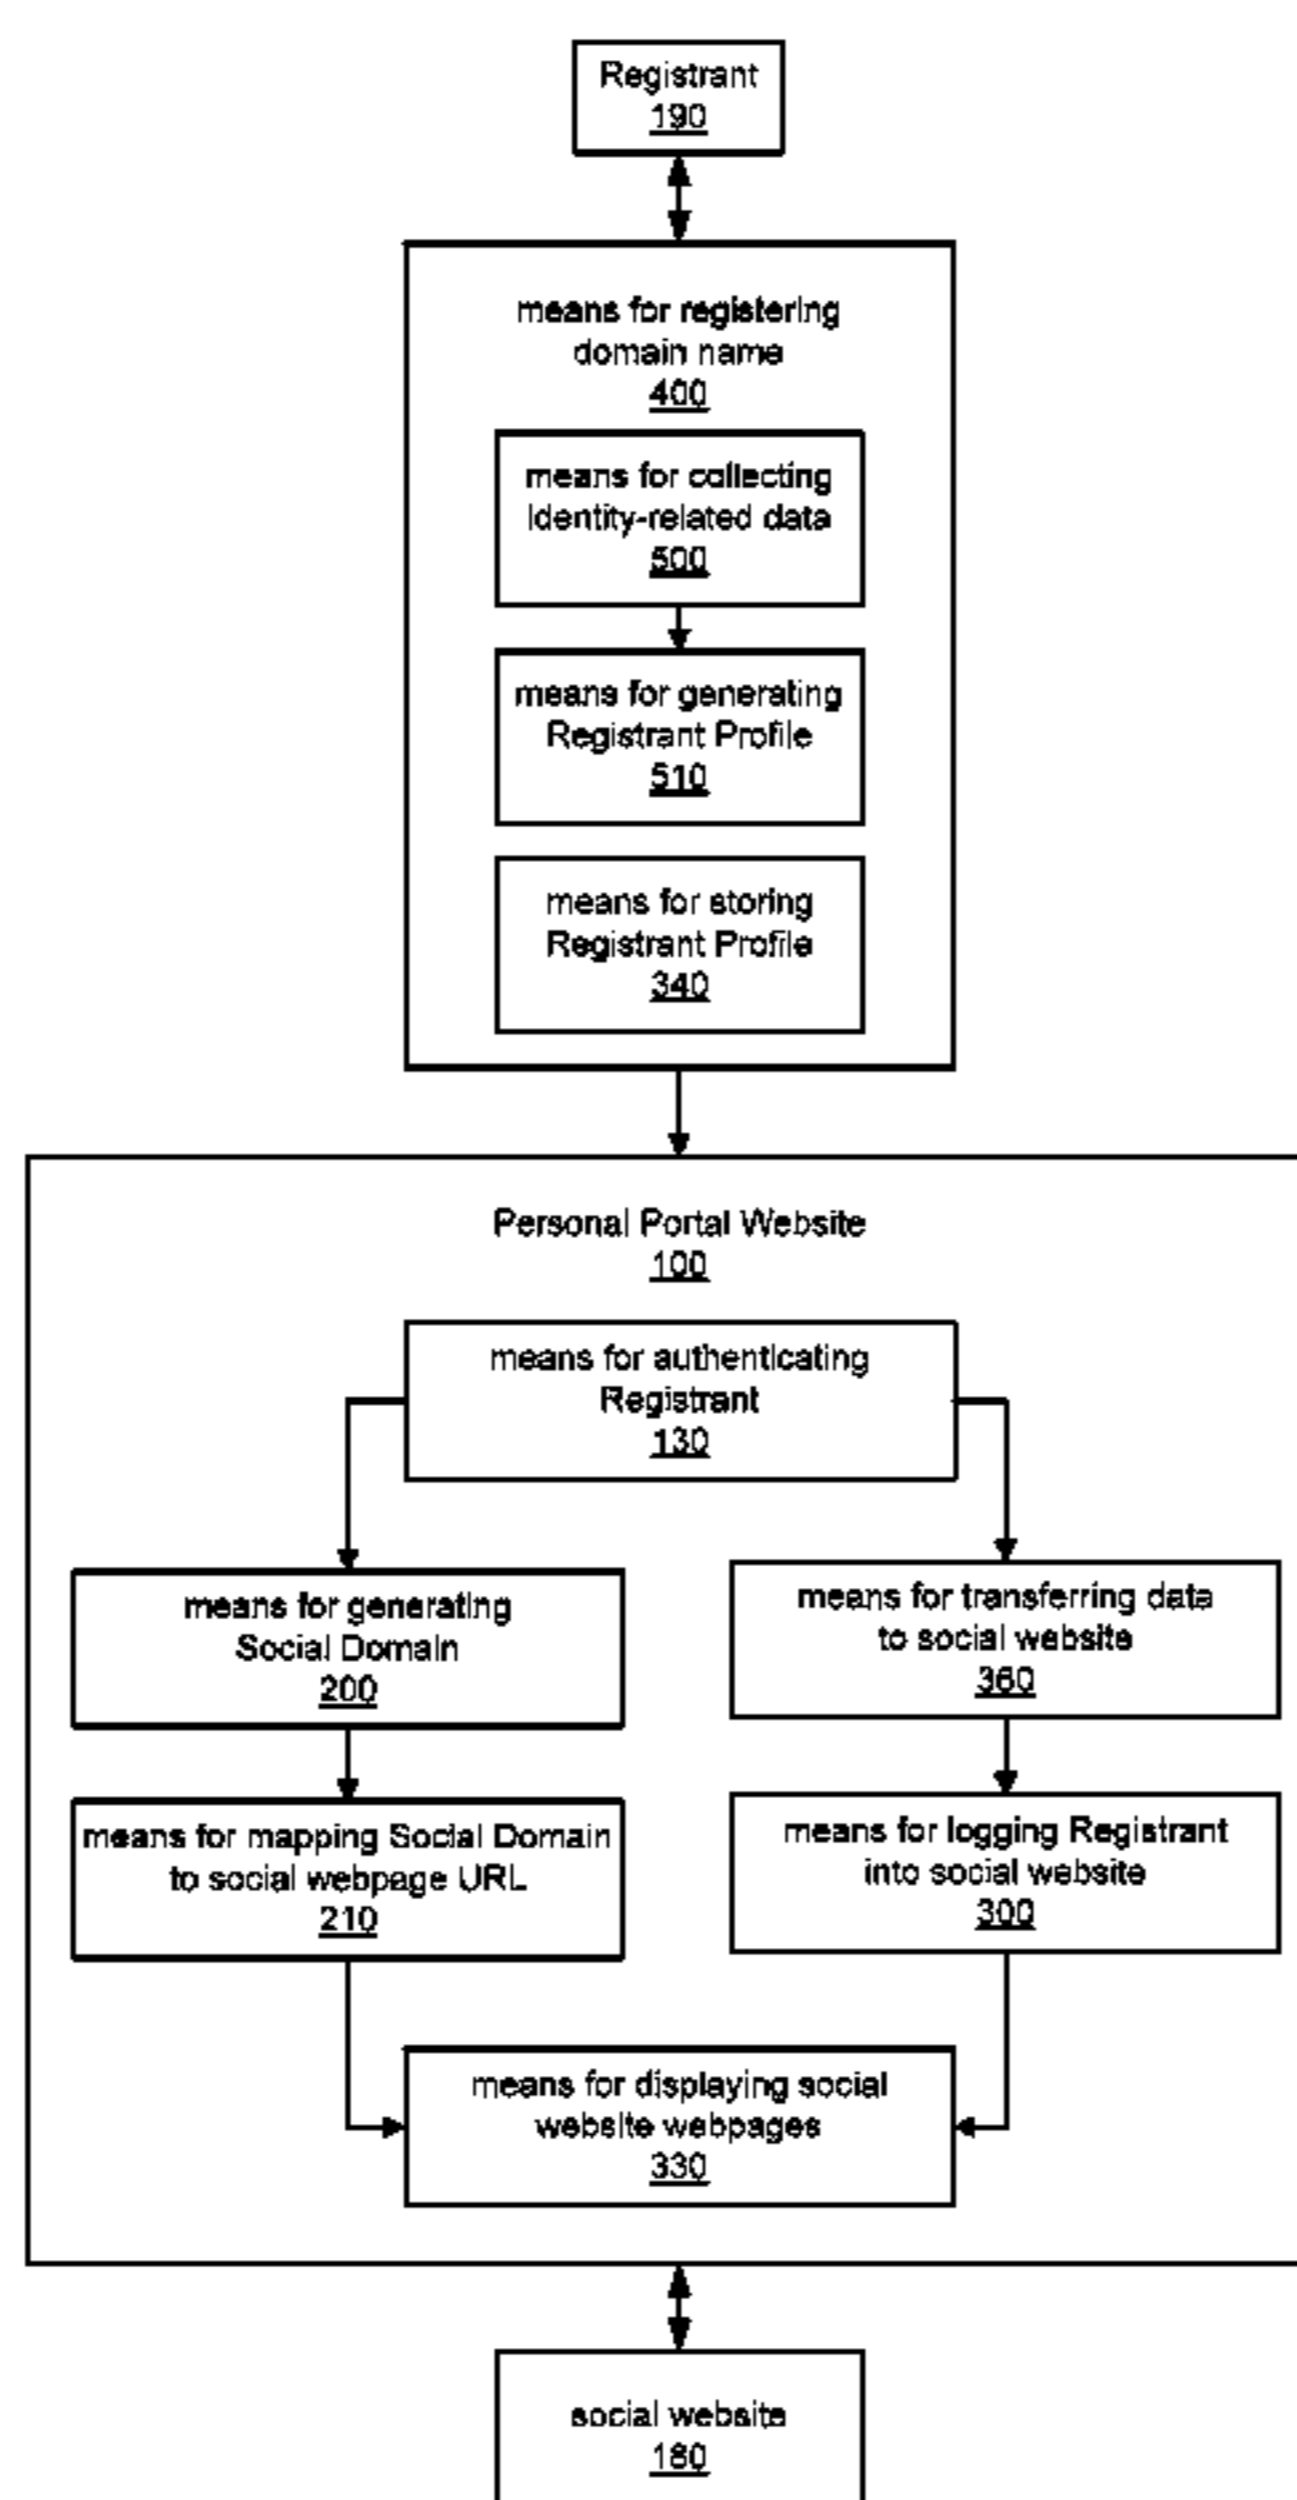 Registrant
190
means for registering
domain name
400
means for collecting
identity-related data
500
means for generating
Registrant Profile
510
means for storing
Registrant Profile
340
Personal Portal Website
100
means for authenticating
Registrant
130
means for generating
Social Domain
200
means for transferring data
to social website
360
means for mapping Social Domain
to social webpage URL
210
means for logging Registrant
into social website
300
means for displaying social
website webpages
330
social website
180